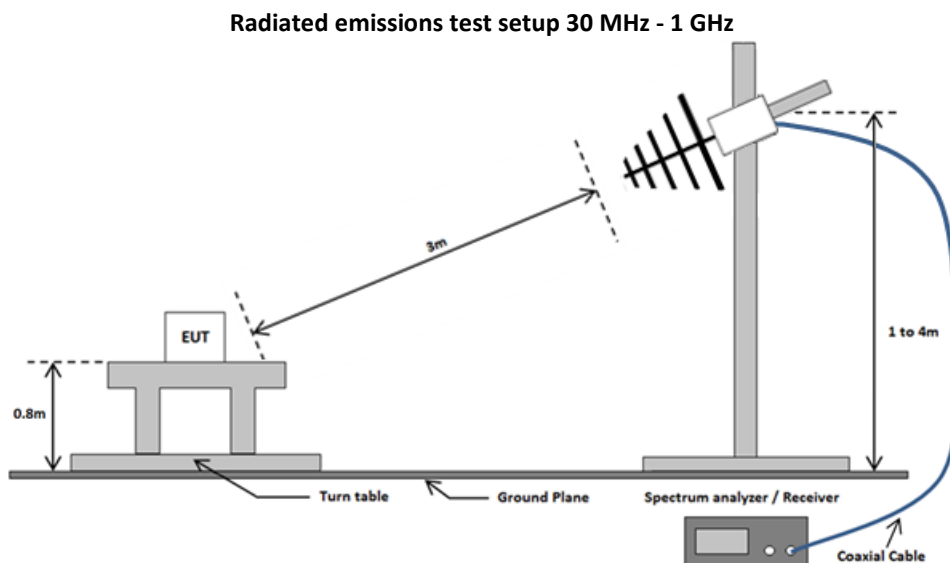 Radiated emissions test setup 30 MHz - 1 GHz
3m
EUT
1 to 4m
0.8m
Turn table
Ground Plane
Spectrum analyzer / Receiver
Coaxial Cable